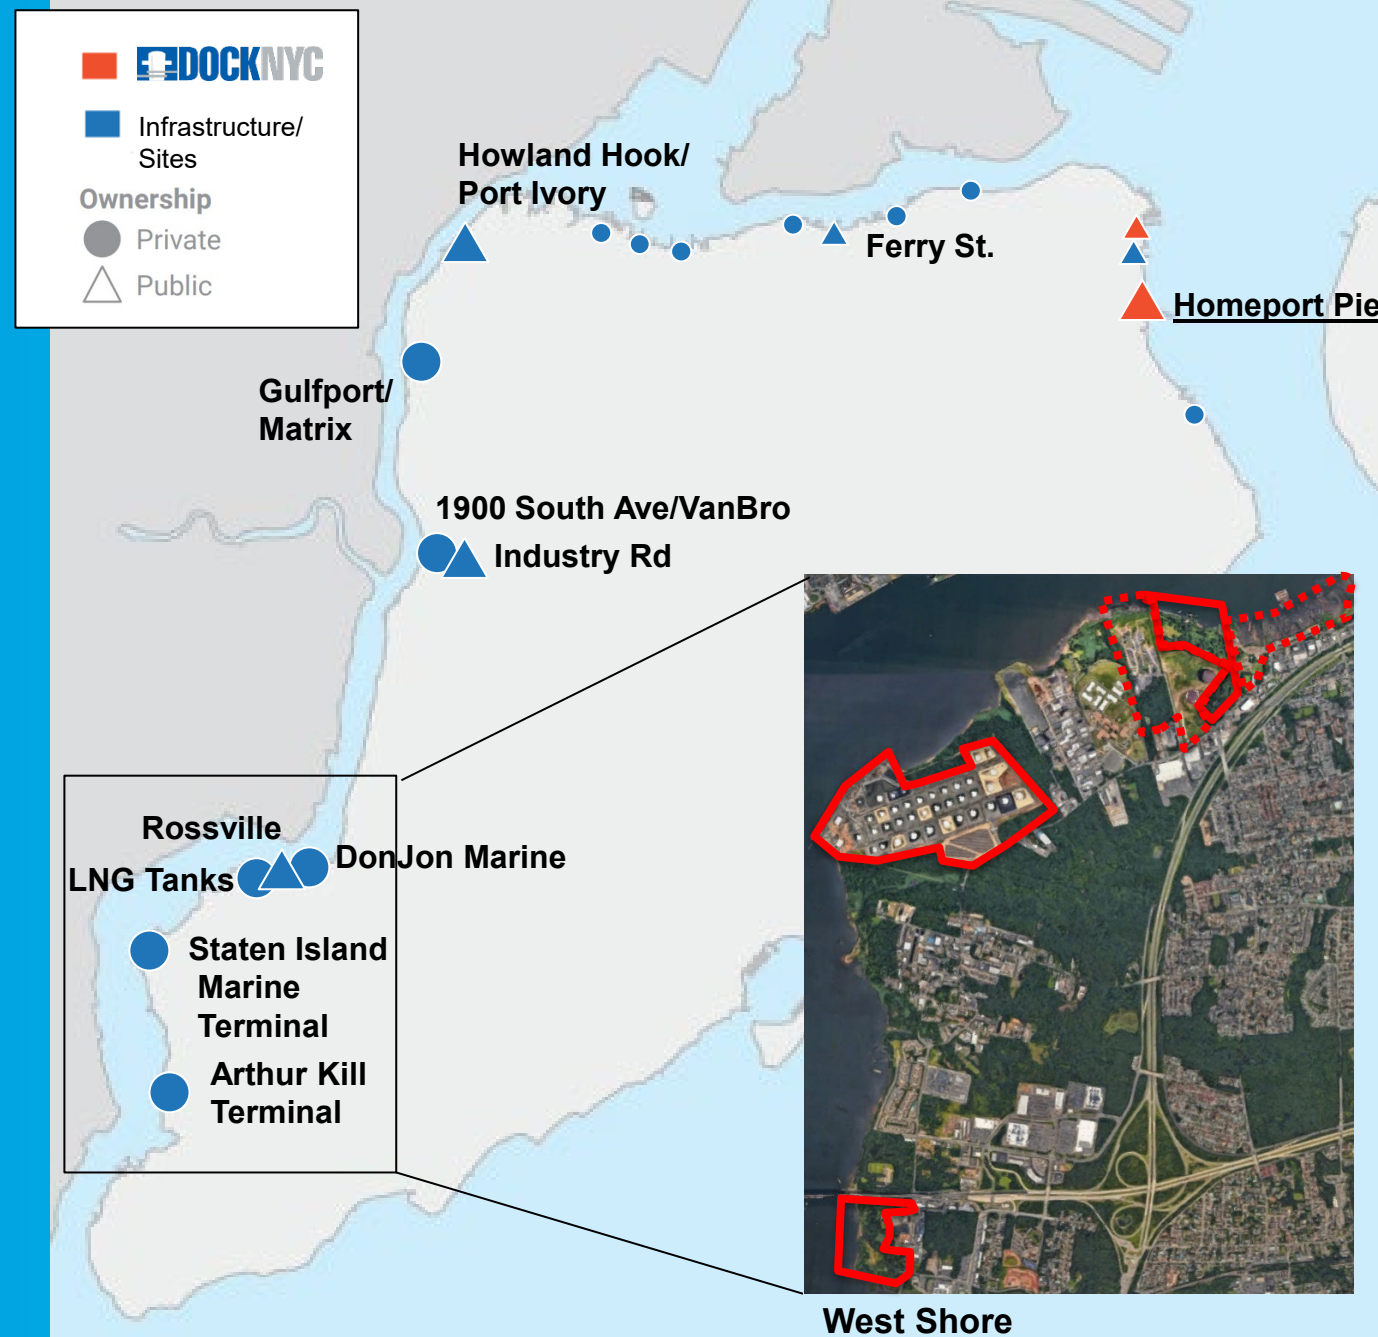 DOCKNYC
Infrastructure/
Sites
Ownership
Private
Public
Howland Hook/
Port Ivory
Ferry St.
Homeport Pie
Gulfport/
Matrix
1900 South Ave/VanBro
Industry Rd
Rossville
LNG Tanks
DonJon Marine
Staten Island
Marine
Terminal
Arthur Kill
Terminal
West Shore